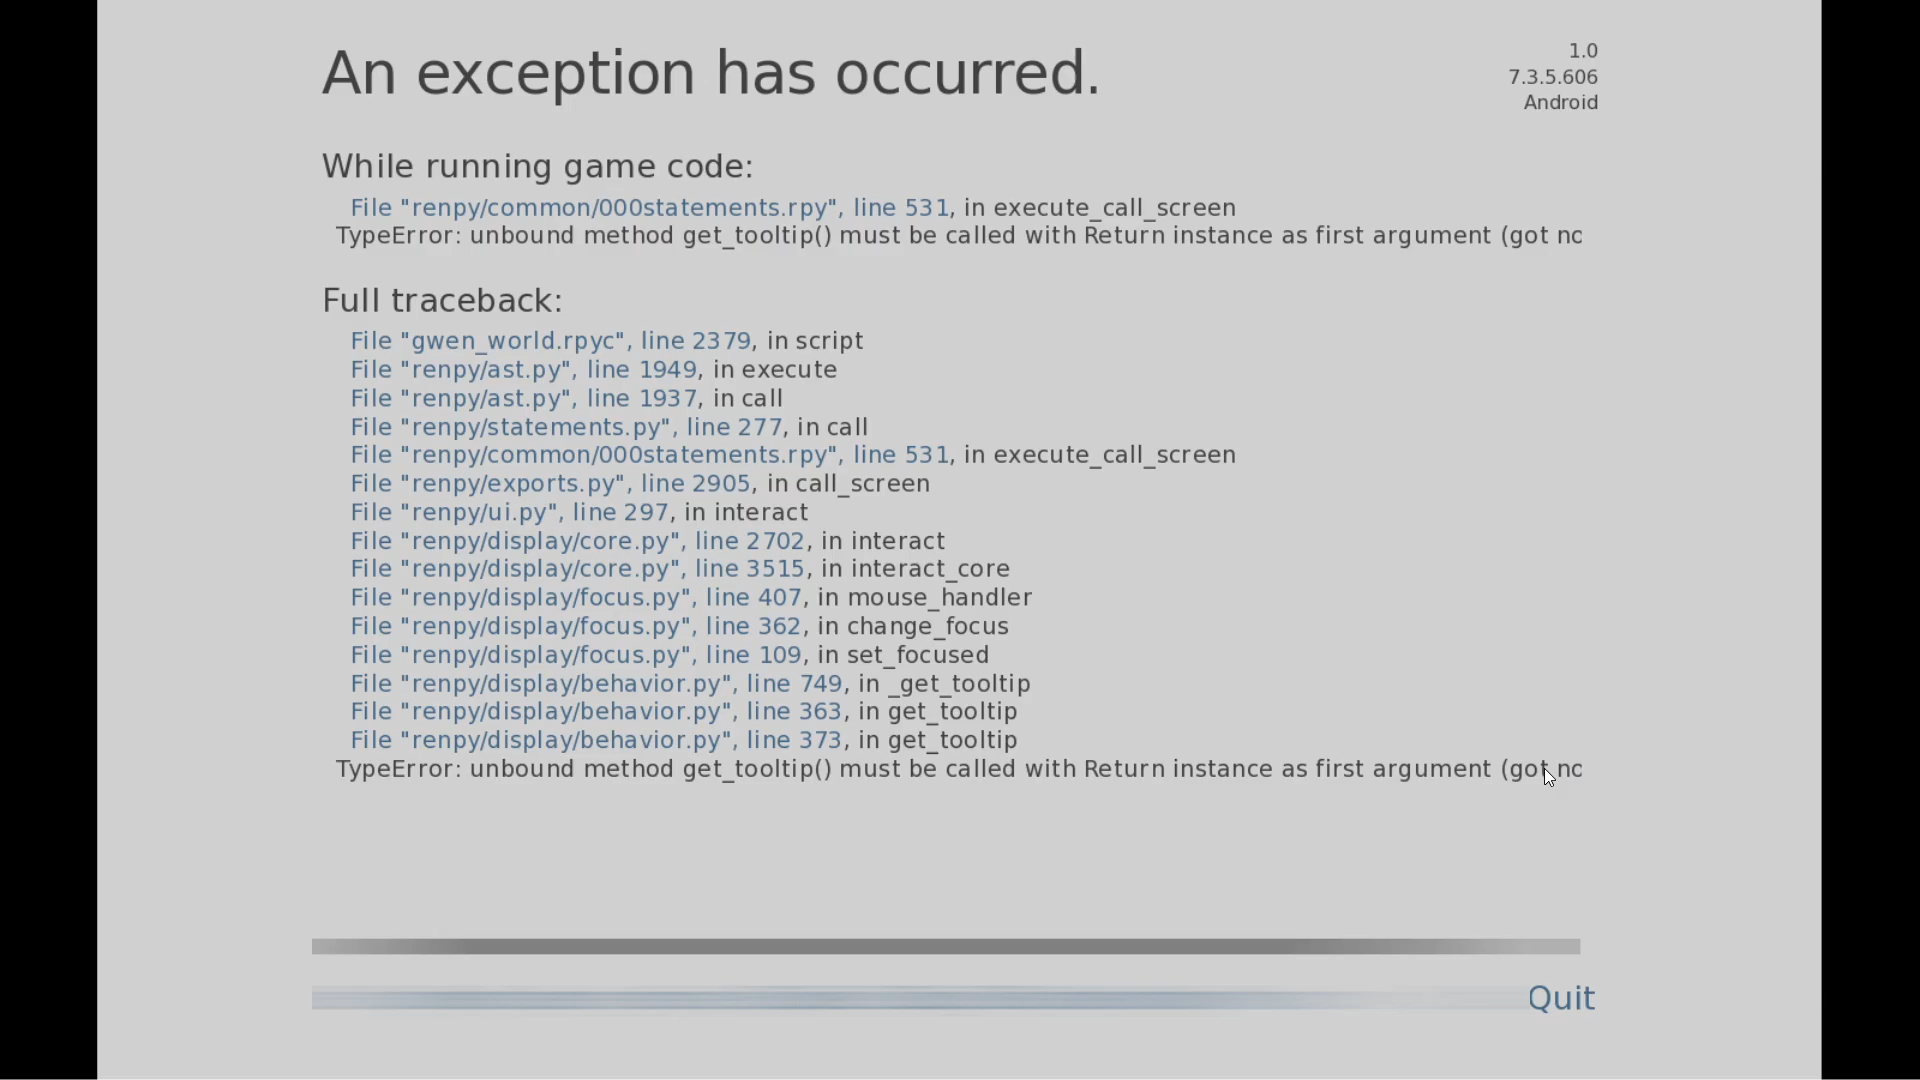 An exception has occurred.
1.0
7.3.5.606
Android
While running game code:
File "renpy/common/000statements.rpy", line 531, in execute_call_screen
TypeError: unbound method get_tooltip() must be called with Return instance as first argument (got no
Full traceback:
File "gwen_world.rpyc", line 2379, in script
File "renpy/ast.py", line 1949, in execute
File "renpy/ast.py", line 1937, in call
File "renpy/statements.py", line 277, in call
File "renpy/common/000statements.rpy", line 531, in execute_call_screen
File "renpy/exports.py", line 2905, in call_screen
File "renpy/ui.py", line 297, in interact
File "renpy/display/core.py", line 2702, in interact
File "renpy/display/core.py", line 3515, in interact_core
File "renpy/display/focus.py", line 407, in mouse_handler
File "renpy/display/focus.py", line 362, in change_focus
File "renpy/display/focus.py", line 109, in set_focused
File "renpy/display/behavior.py", line 749, in _get_tooltip
File "renpy/display/behavior.py", line 363, in get_tooltip
File "renpy/display/behavior.py", line 373, in get_tooltip
TypeError: unbound method get_tooltip() must be called with Return instance as first argument (got no
Quit